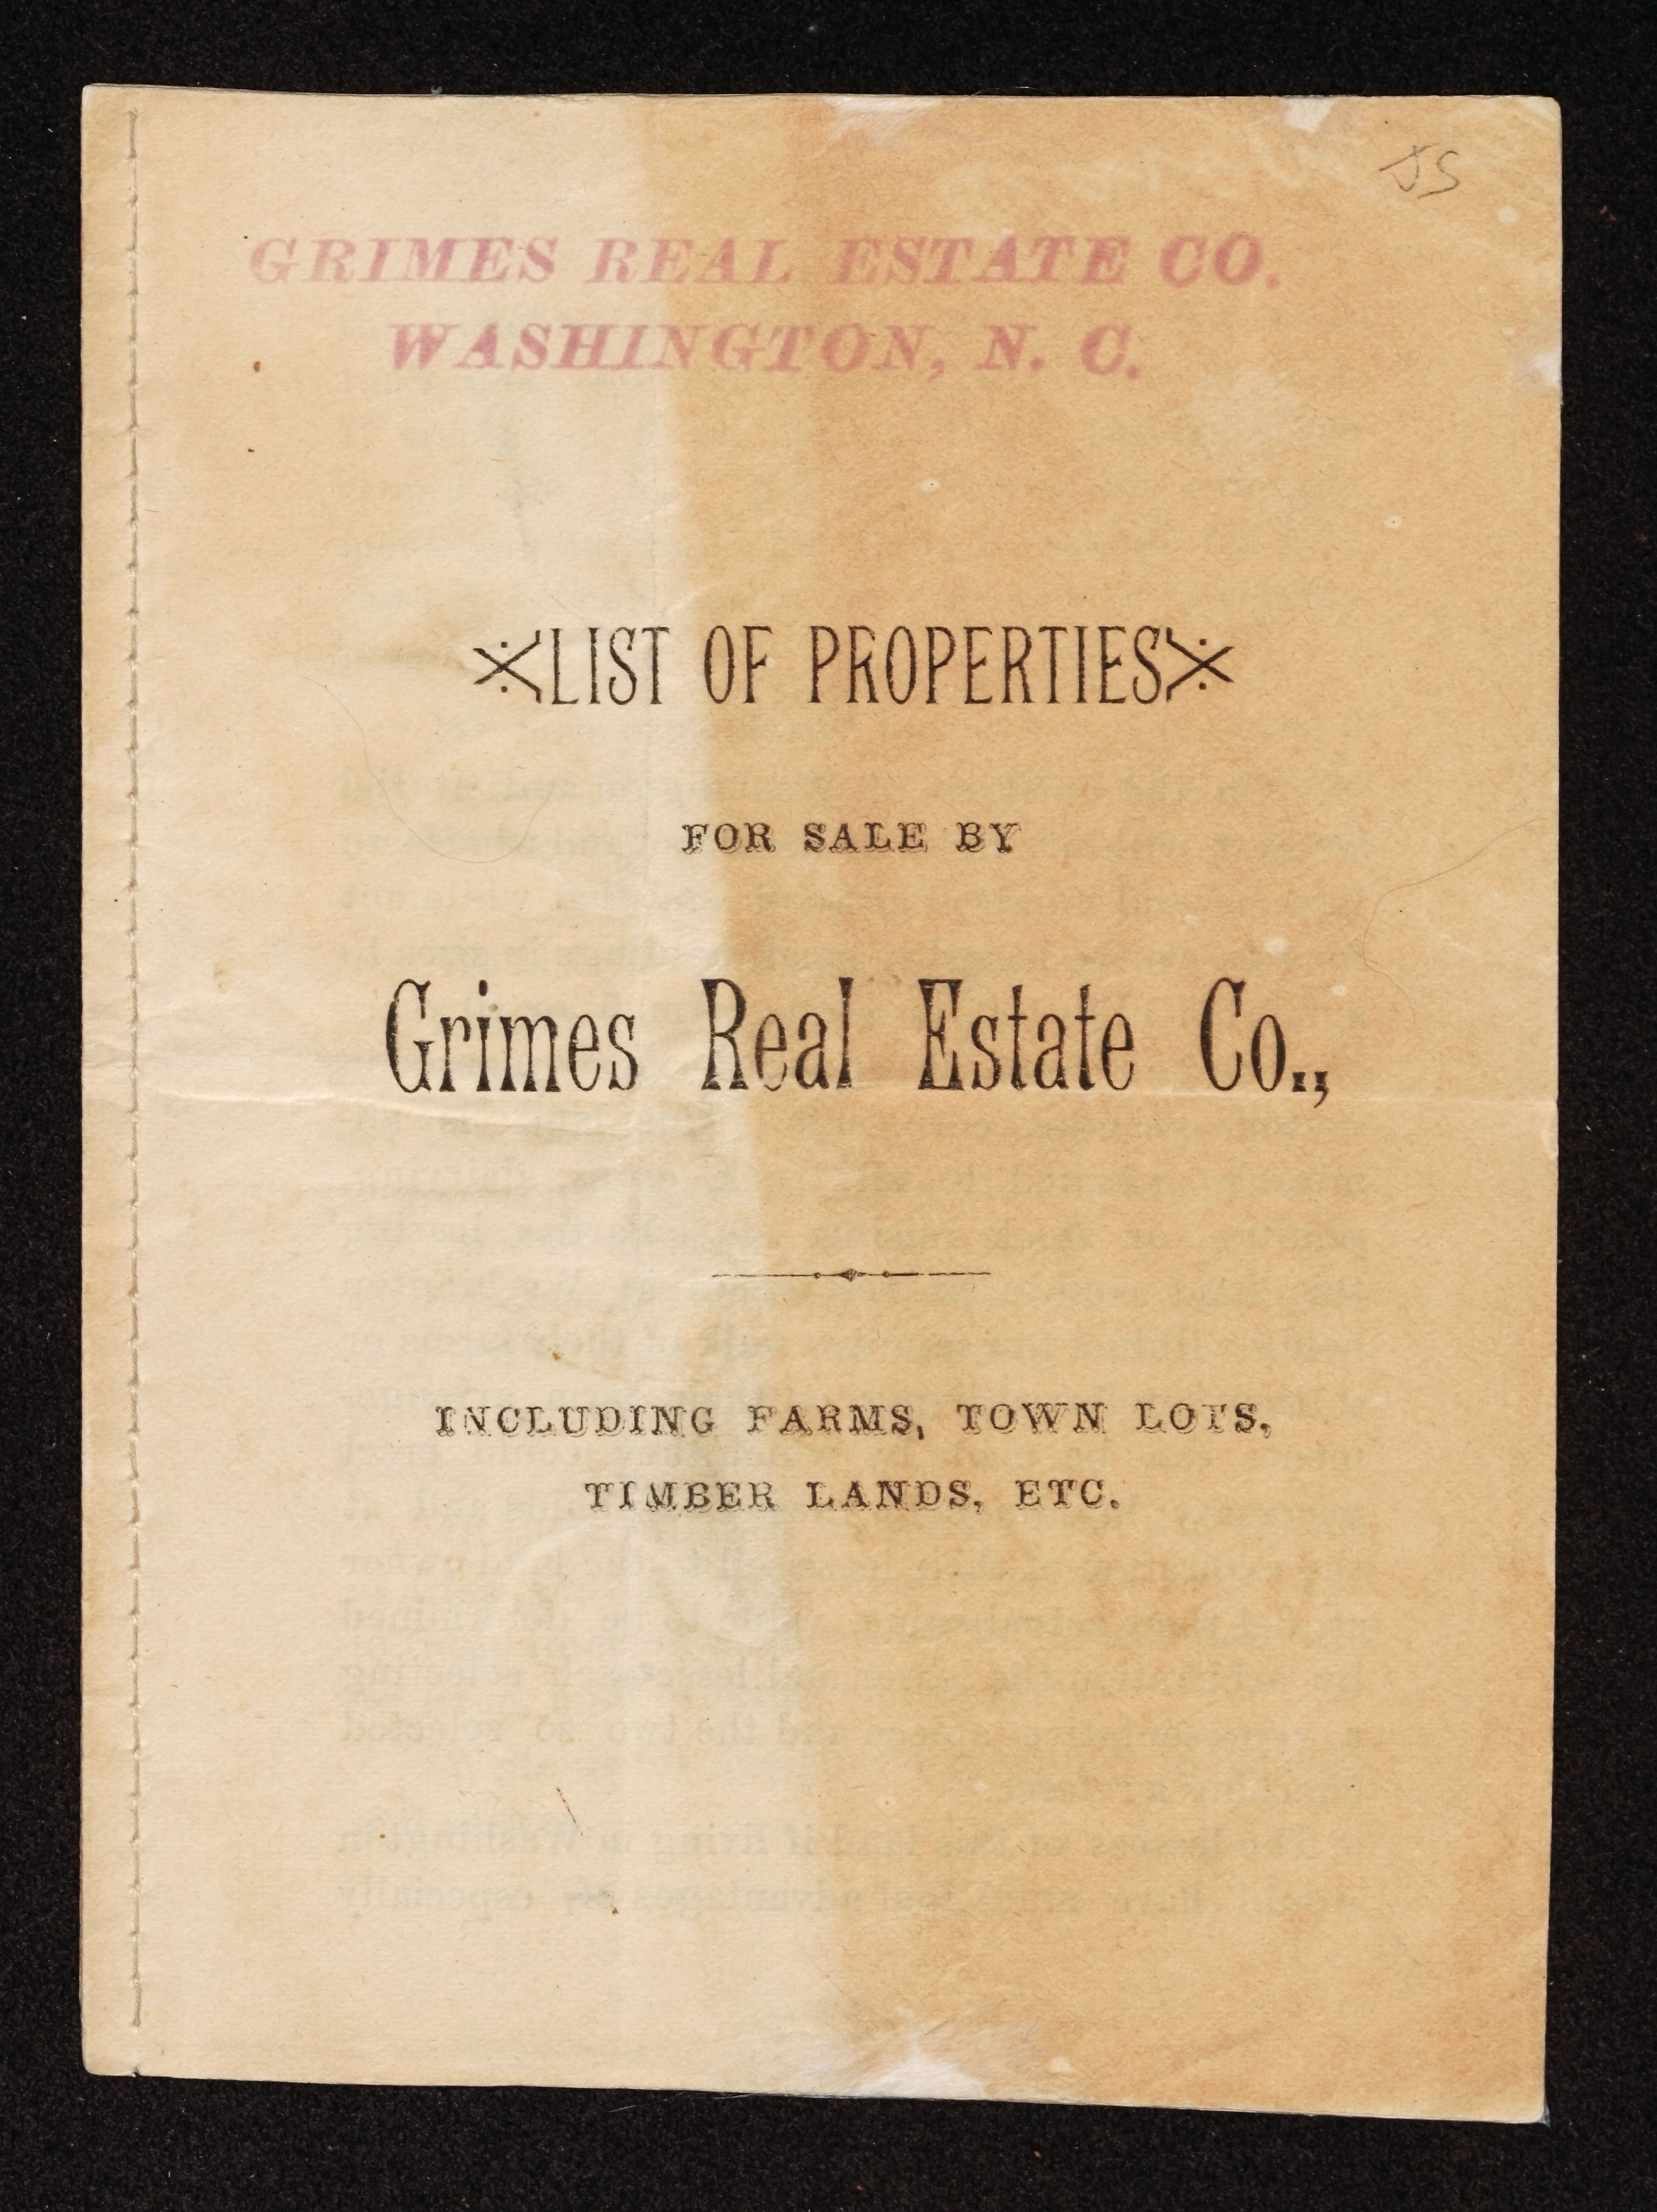 GRIMES REAL ESTATE CO.
WASHINGTON, N. C.
LIST OF PROPERTIES
FOR SALE BY
Grimes Real Estate Co.,
INCLUDING FARMS, TOWN LOTS,
TIMBER LANDS, ETC.